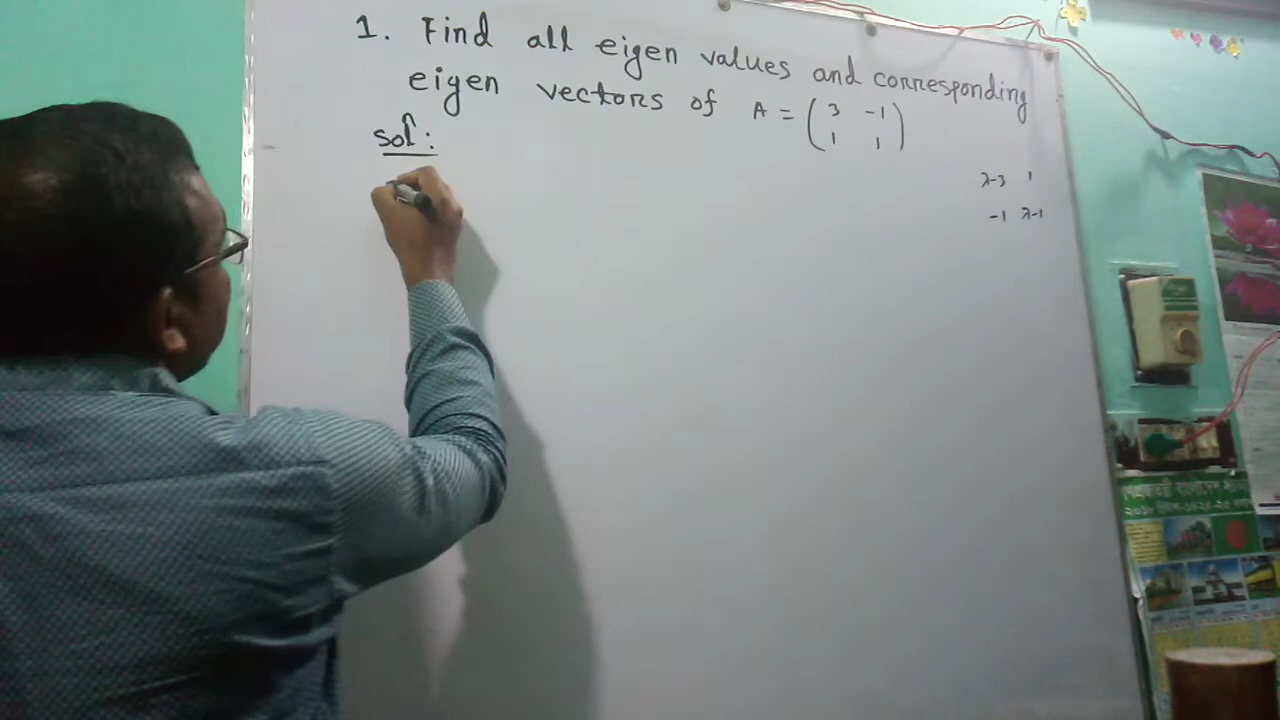 1. Find all eigen values and corresponding
eigen vectors of A = (3 -1
1 1)
Sol:
λ-3 1
-1 λ-1